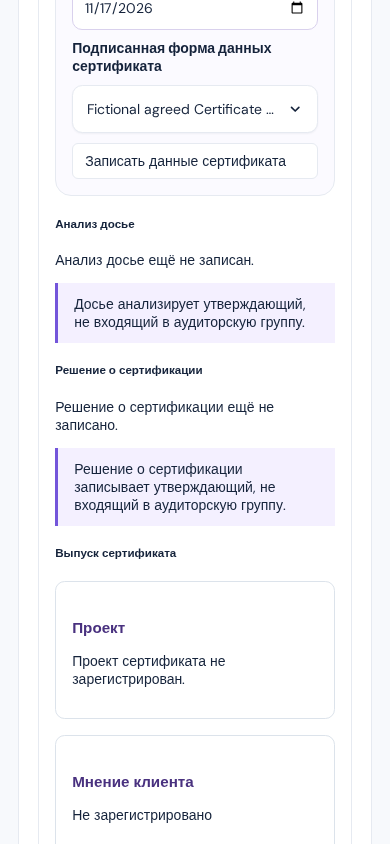 11/17/2026
Подписанная форма данных
сертификата
Fictional agreed Certificate ...
Записать данные сертификата
Анализ досье
Анализ досье ещё не записан.
Досье анализирует утверждающий,
не входящий в аудиторскую группу.
Решение о сертификации
Решение о сертификации ещё не
записано.
Решение о сертификации
записывает утверждающий, не
входящий в аудиторскую группу.
Выпуск сертификата
Проект
Проект сертификата не
зарегистрирован.
Мнение клиента
Не зарегистрировано